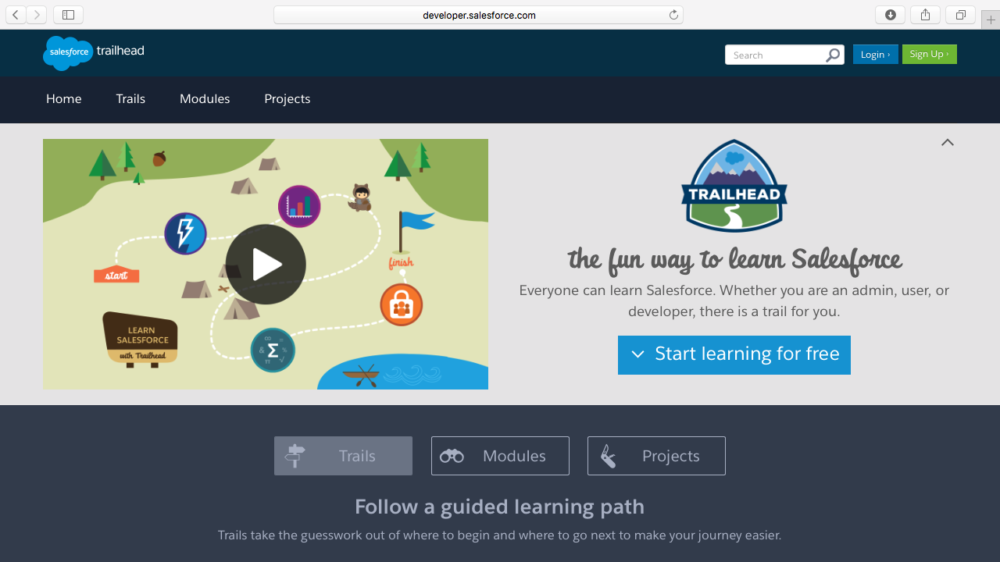 developer.salesforce.com
salesforce trailhead
Search
Login ›
Sign Up ›
Home Trails Modules Projects
start
finish
LEARN
SALESFORCE
with Trailhead
TRAILHEAD
the fun way to learn Salesforce
Everyone can learn Salesforce. Whether you are an admin, user, or
developer, there is a trail for you.
Start learning for free
Trails Modules Projects
Follow a guided learning path
Trails take the guesswork out of where to begin and where to go next to make your journey easier.